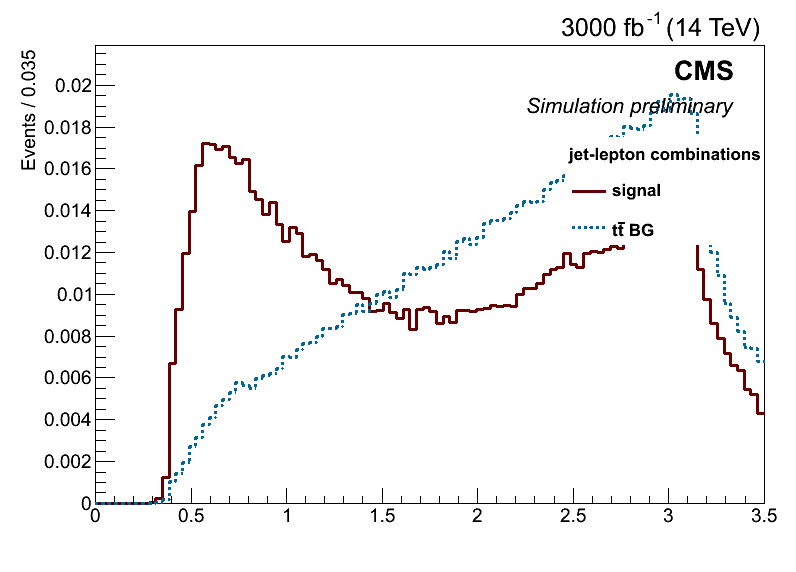 3000 fb⁻¹ (14 TeV)
Events / 0.035
CMS
Simulation preliminary
jet-lepton combinations
signal
tt̄ BG
0.02
0.018
0.016
0.014
0.012
0.01
0.008
0.006
0.004
0.002
0
0 0.5 1 1.5 2 2.5 3 3.5